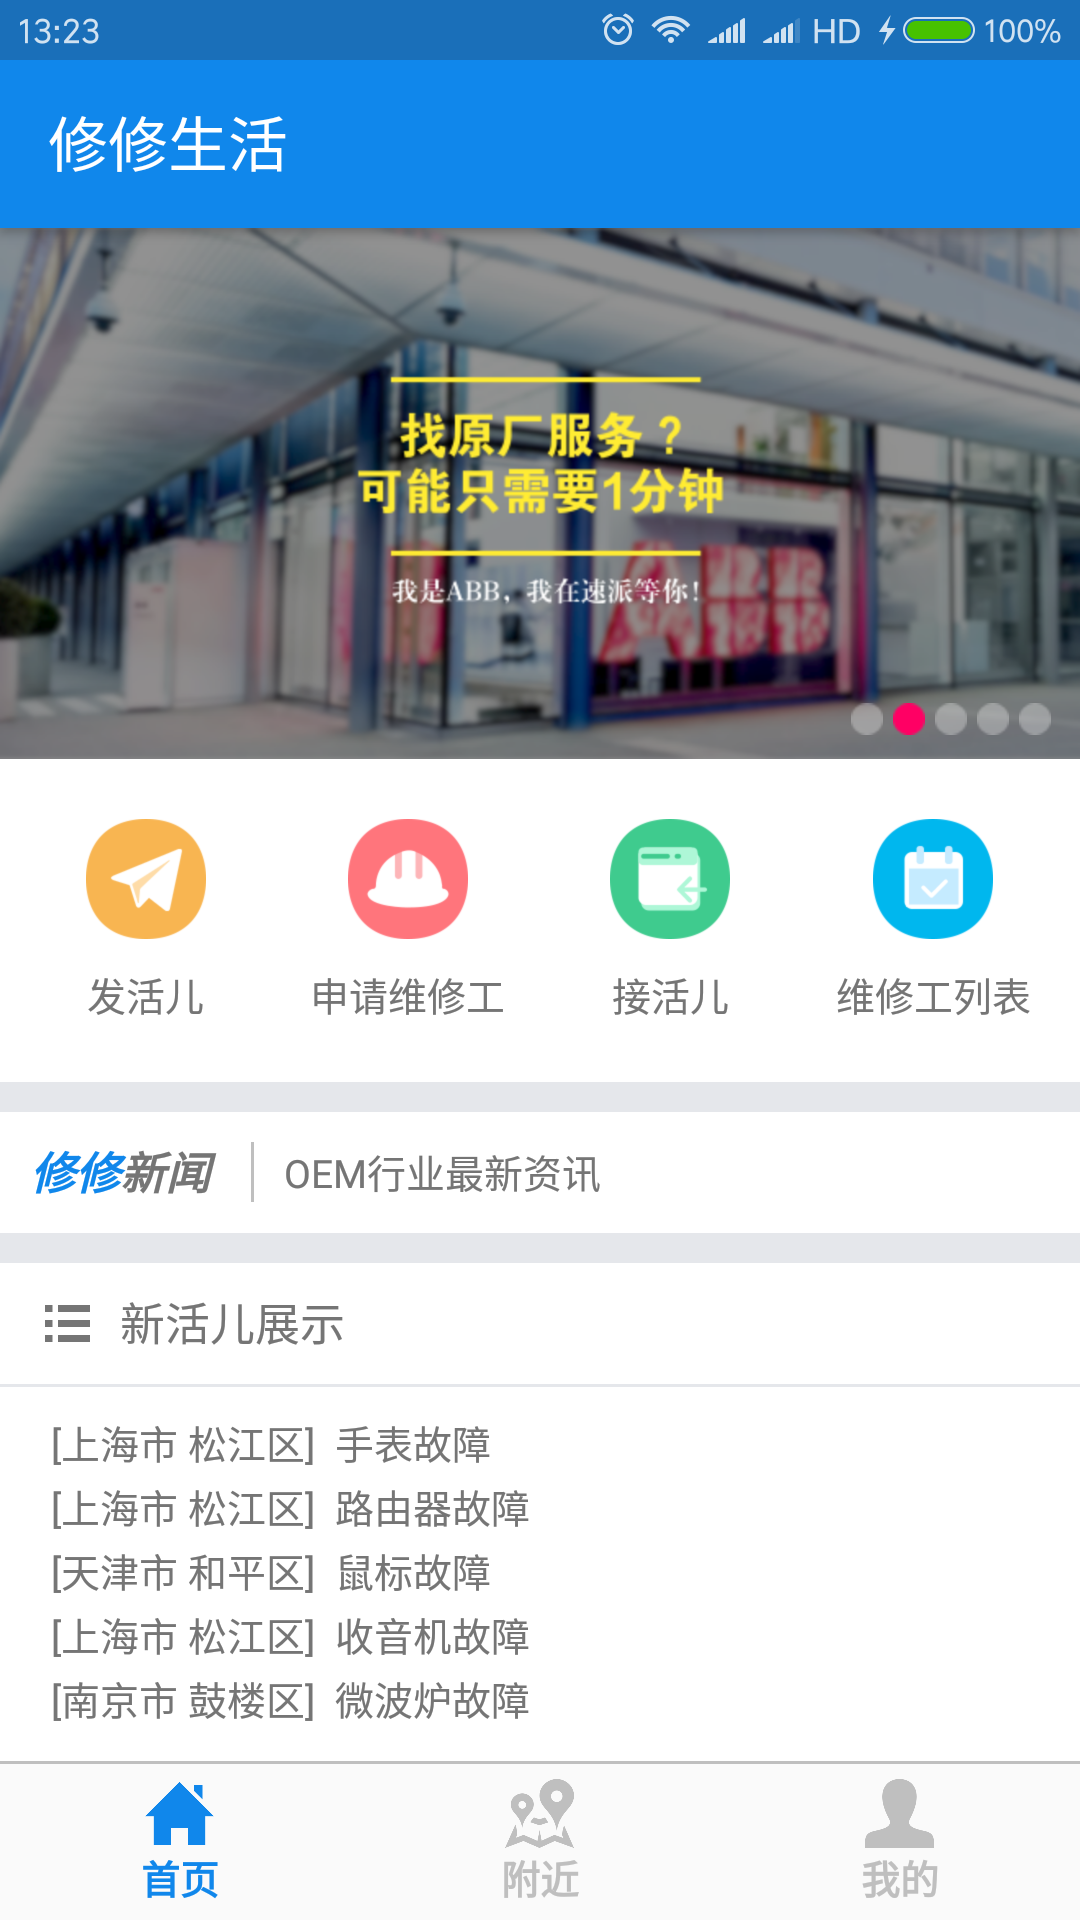 13:23 HD 100%
修修生活
找原厂服务？
可能只需要1分钟
我是ABB，我在速派等你！
ABB
发活儿 申请维修工 接活儿 维修工列表
修修新闻 OEM行业最新资讯
新活儿展示
[上海市 松江区] 手表故障
[上海市 松江区] 路由器故障
[天津市 和平区] 鼠标故障
[上海市 松江区] 收音机故障
[南京市 鼓楼区] 微波炉故障
首页 附近 我的